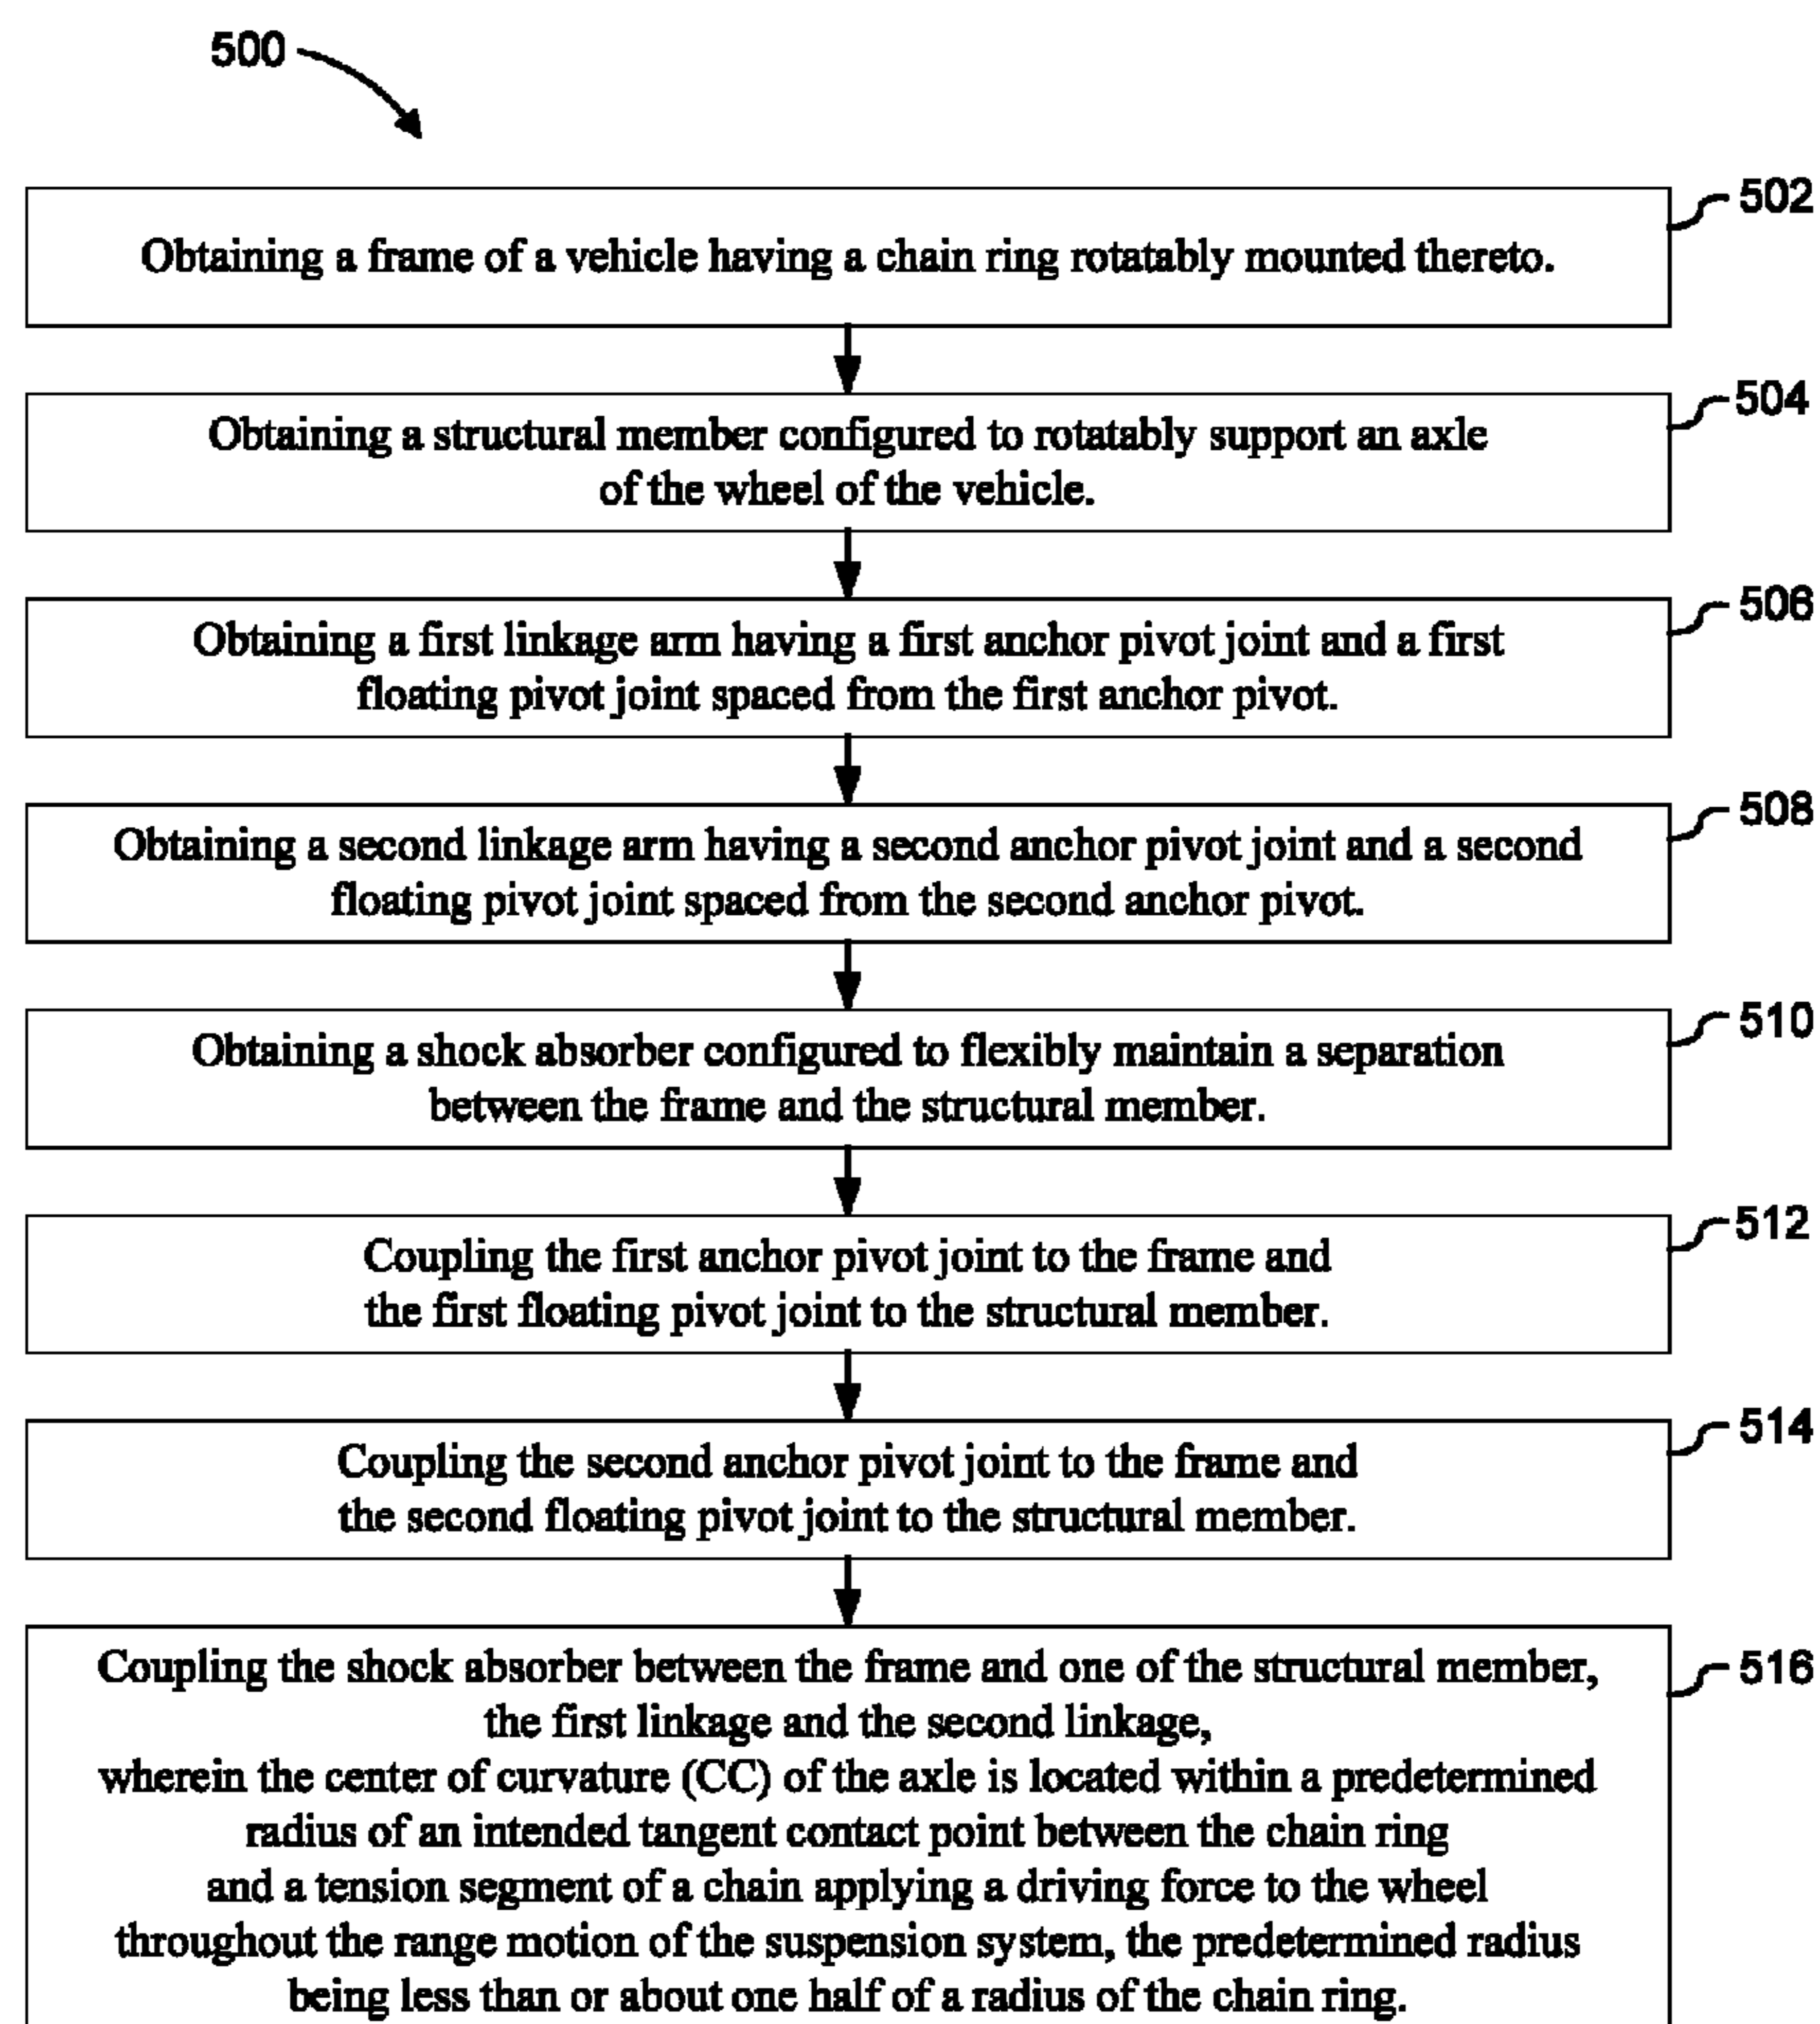 500
502
Obtaining a frame of a vehicle having a chain ring rotatably mounted thereto.
504
Obtaining a structural member configured to rotatably support an axle
of the wheel of the vehicle.
506
Obtaining a first linkage arm having a first anchor pivot joint and a first
floating pivot joint spaced from the first anchor pivot.
508
Obtaining a second linkage arm having a second anchor pivot joint and a second
floating pivot joint spaced from the second anchor pivot.
510
Obtaining a shock absorber configured to flexibly maintain a separation
between the frame and the structural member.
512
Coupling the first anchor pivot joint to the frame and
the first floating pivot joint to the structural member.
514
Coupling the second anchor pivot joint to the frame and
the second floating pivot joint to the structural member.
516
Coupling the shock absorber between the frame and one of the structural member,
the first linkage and the second linkage,
wherein the center of curvature (CC) of the axle is located within a predetermined
radius of an intended tangent contact point between the chain ring
and a tension segment of a chain applying a driving force to the wheel
throughout the range motion of the suspension system, the predetermined radius
being less than or about one half of a radius of the chain ring.